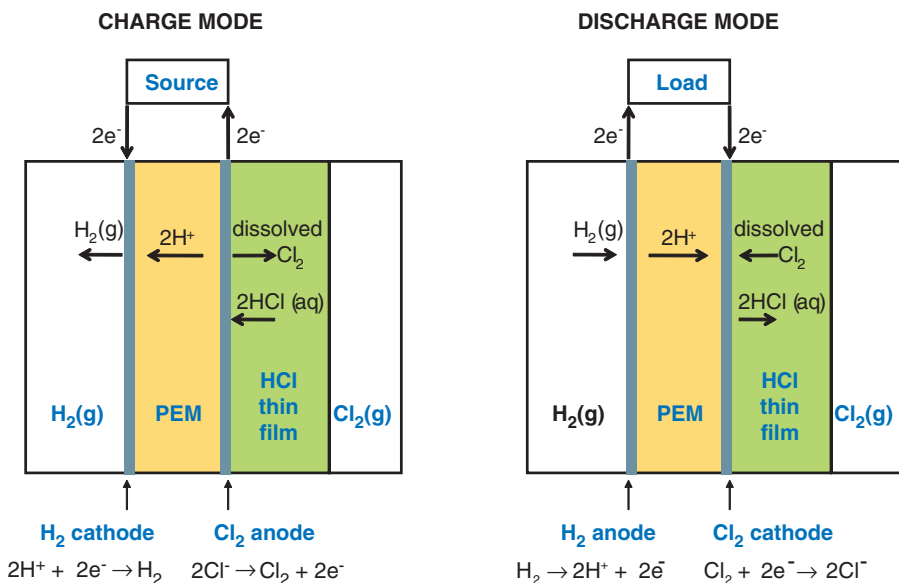 CHARGE MODE
Source
2e⁻ 2e⁻
H₂(g) 2H⁺ dissolved
Cl₂
2HCl (aq)
H₂(g) PEM HCl
thin
film Cl₂(g)
H₂ cathode Cl₂ anode
2H⁺ + 2e⁻ → H₂ 2Cl⁻ → Cl₂ + 2e⁻
DISCHARGE MODE
Load
2e⁻ 2e⁻
H₂(g) 2H⁺ dissolved
Cl₂
2HCl (aq)
H₂(g) PEM HCl
thin
film Cl₂(g)
H₂ anode Cl₂ cathode
H₂ → 2H⁺ + 2e⁻ Cl₂ + 2e⁻ → 2Cl⁻